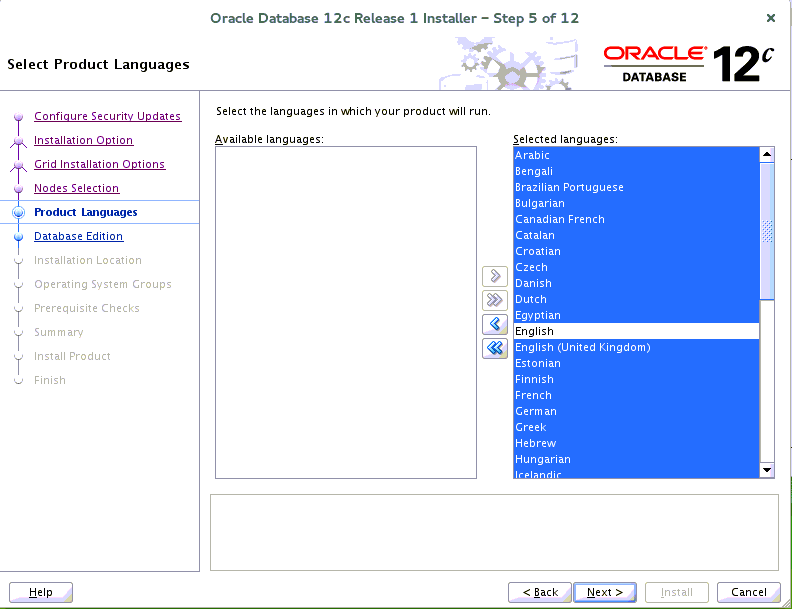 Oracle Database 12c Release 1 Installer – Step 5 of 12
Select Product Languages
ORACLE®
DATABASE
12c
Configure Security Updates
Installation Option
Grid Installation Options
Nodes Selection
Product Languages
Database Edition
Installation Location
Operating System Groups
Prerequisite Checks
Summary
Install Product
Finish
Select the languages in which your product will run.
Available languages:
Selected languages:
Arabic
Bengali
Brazilian Portuguese
Bulgarian
Canadian French
Catalan
Croatian
Czech
Danish
Dutch
Egyptian
English
English (United Kingdom)
Estonian
Finnish
French
German
Greek
Hebrew
Hungarian
Icelandic
Help
< Back
Next >
Install
Cancel